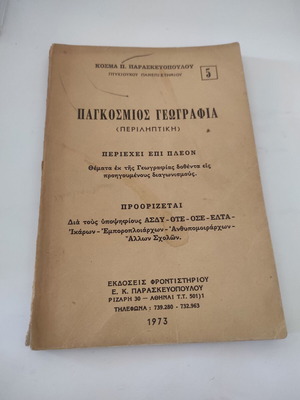 ΚΟΣΜΑ Π. ΠΑΡΑΣΚΕΥΟΠΟΥΛΟΥ
ΠΤΥΧΙΟΥΧΟΥ ΠΑΝΕΠΙΣΤΗΜΙΟΥ
5
ΠΑΓΚΟΣΜΙΟΣ ΓΕΩΓΡΑΦΙΑ
(ΠΕΡΙΛΗΠΤΙΚΗ)
ΠΕΡΙΕΧΕΙ ΕΠΙ ΠΛΕΟΝ
Θέματα ἐκ τῆς Γεωγραφίας δοθέντα εἰς
προηγουμένους διαγωνισμούς.
ΠΡΟΟΡΙΖΕΤΑΙ
Διὰ τοὺς ὑποψηφίους ΑΣΔΥ-ΟΤΕ-ΟΣΕ-ΕΛΤΑ-
Ἰκάρων-Ἐμποροπλοιάρχων-Ἀνθυπομοιράρχων-
Ἄλλων Σχολῶν.
ΕΚΔΟΣΕΙΣ ΦΡΟΝΤΙΣΤΗΡΙΟΥ
Ε. Κ. ΠΑΡΑΣΚΕΥΟΠΟΥΛΟΥ
ΡΙΖΑΡΗ 30 - ΑΘΗΝΑΙ Τ.Τ. 501)1
ΤΗΛΕΦΩΝΑ: 739.280 - 732.963
1973